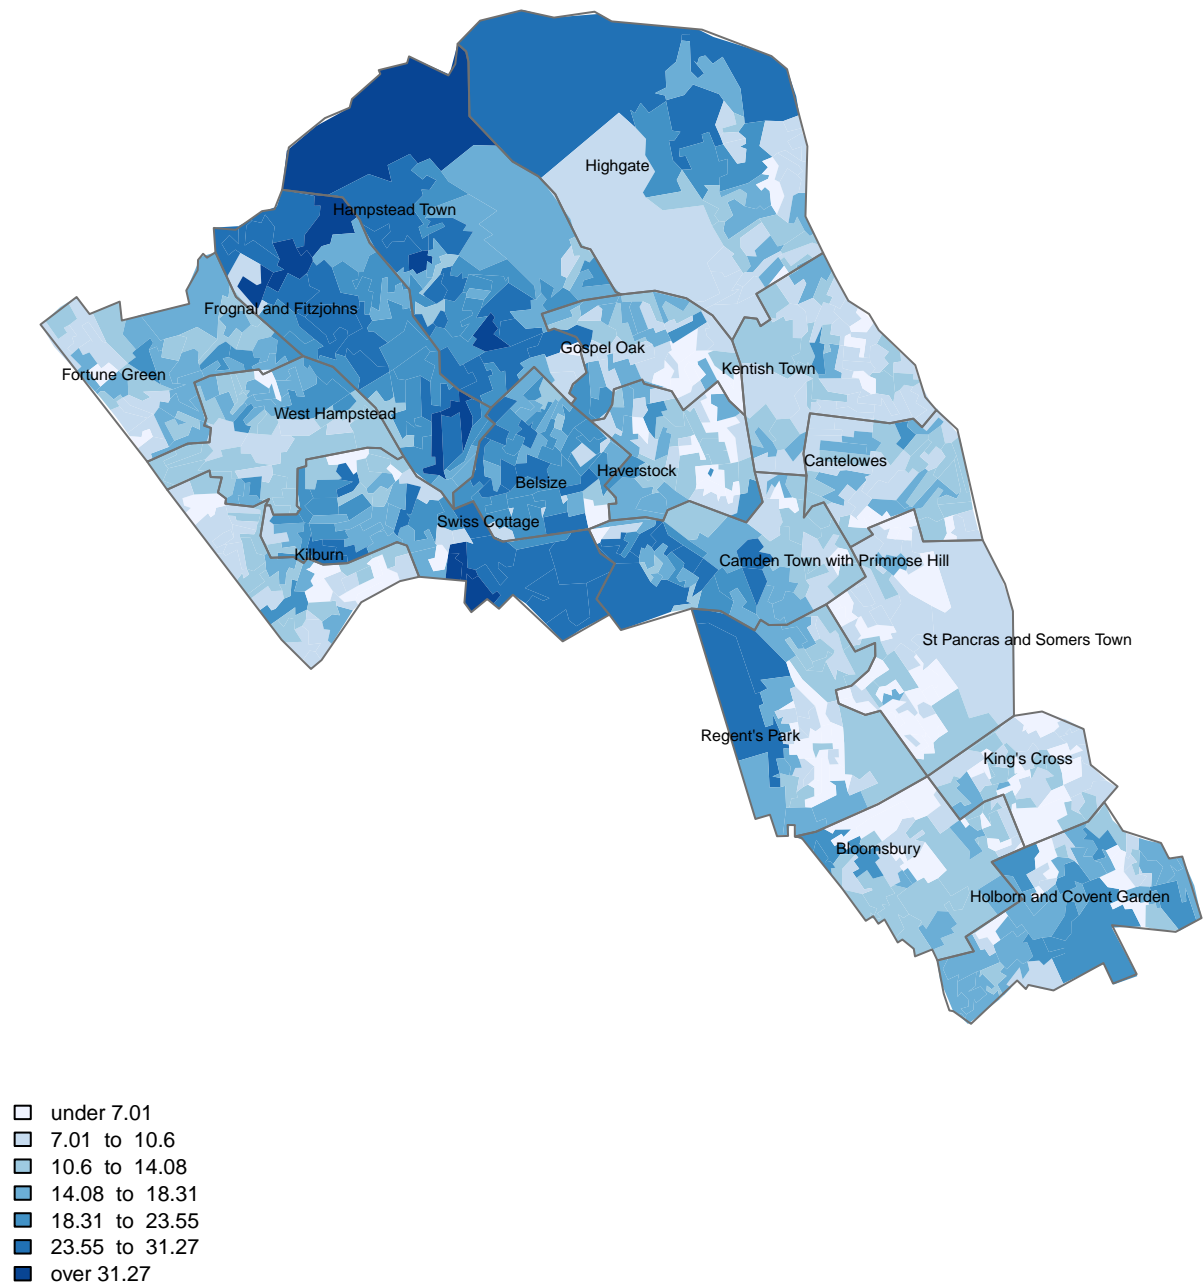 Highgate
Hampstead Town
Frognal and Fitzjohns
Gospel Oak
Fortune Green
Kentish Town
West Hampstead
Cantelowes
Haverstock
Belsize
Swiss Cottage
Kilburn
Camden Town with Primrose Hill
St Pancras and Somers Town
Regent's Park
King's Cross
Bloomsbury
Holborn and Covent Garden
under 7.01
7.01 to 10.6
10.6 to 14.08
14.08 to 18.31
18.31 to 23.55
23.55 to 31.27
over 31.27